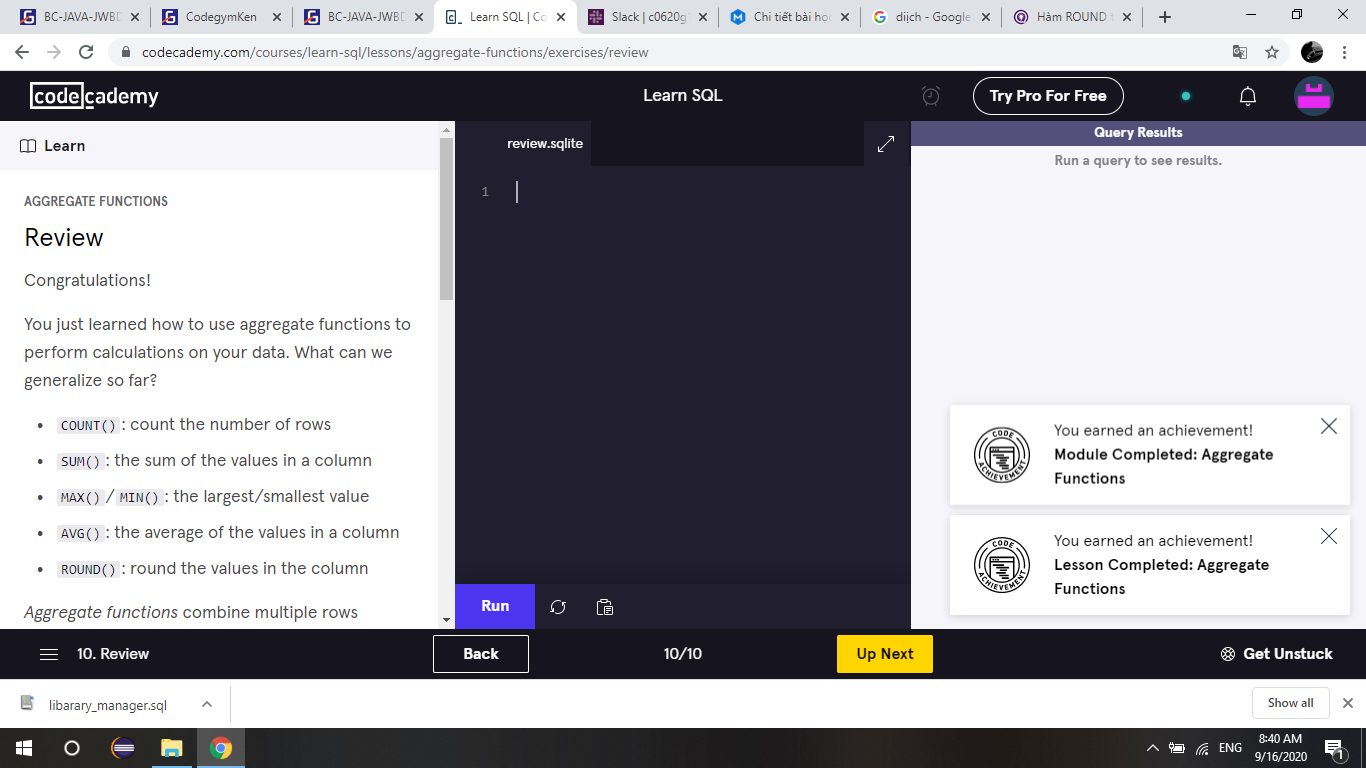 BC-JAVA-JWBD
CodegymKen
BC-JAVA-JWBD
Learn SQL | Co
Slack | c0620g
Chi tiết bài học
diịch - Google
Hàm ROUND t
codecademy.com/courses/learn-sql/lessons/aggregate-functions/exercises/review
codecademy
Learn SQL
Try Pro For Free
Learn
review.sqlite
Query Results
Run a query to see results.
AGGREGATE FUNCTIONS
Review
Congratulations!
You just learned how to use aggregate functions to
perform calculations on your data. What can we
generalize so far?
• COUNT(): count the number of rows
• SUM(): the sum of the values in a column
• MAX()/MIN(): the largest/smallest value
• AVG(): the average of the values in a column
• ROUND(): round the values in the column
Aggregate functions combine multiple rows
1
Run
CODE
ACHIEVEMENT
You earned an achievement!
Module Completed: Aggregate
Functions
CODE
ACHIEVEMENT
You earned an achievement!
Lesson Completed: Aggregate
Functions
10. Review
Back
10/10
Up Next
Get Unstuck
libarary_manager.sql
Show all
ENG
8:40 AM
9/16/2020
1